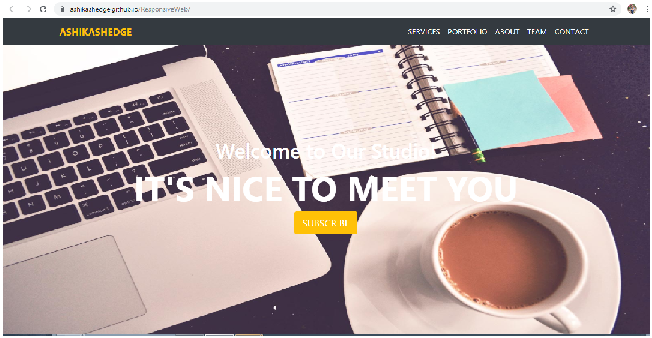 ashikashedge.github.io/ResponsiveWeb/
ASHIKASHEDGE
SERVICES PORTFOLIO ABOUT TEAM CONTACT
Welcome to Our Studio
IT'S NICE TO MEET YOU
SUBSCRIBE